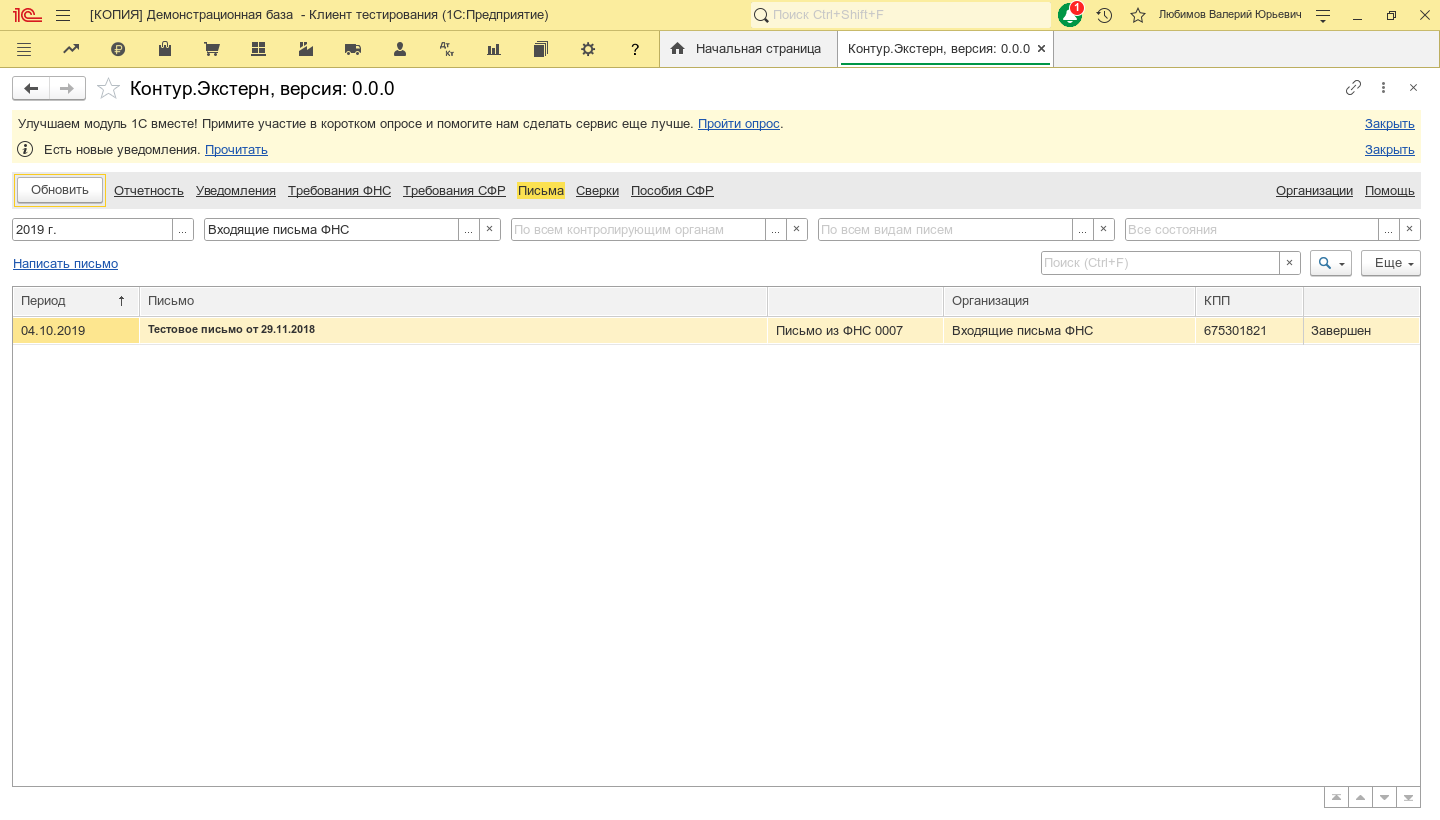 [КОПИЯ] Демонстрационная база - Клиент тестирования (1С:Предприятие)
Поиск Ctrl+Shift+F
1
Любимов Валерий Юрьевич
Дт Кт
?
Начальная страница
Контур.Экстерн, версия: 0.0.0
Контур.Экстерн, версия: 0.0.0
Улучшаем модуль 1С вместе! Примите участие в коротком опросе и помогите нам сделать сервис еще лучше. Пройти опрос.
Закрыть
Есть новые уведомления. Прочитать
Закрыть
Обновить
Отчетность
Уведомления
Требования ФНС
Требования СФР
Письма
Сверки
Пособия СФР
Организации
Помощь
2019 г.
...
Входящие письма ФНС
...
По всем контролирующим органам
...
По всем видам писем
...
Все состояния
...
Написать письмо
Поиск (Ctrl+F)
Еще
Период
Письмо
Организация
КПП
04.10.2019
Тестовое письмо от 29.11.2018
Письмо из ФНС 0007
Входящие письма ФНС
675301821
Завершен